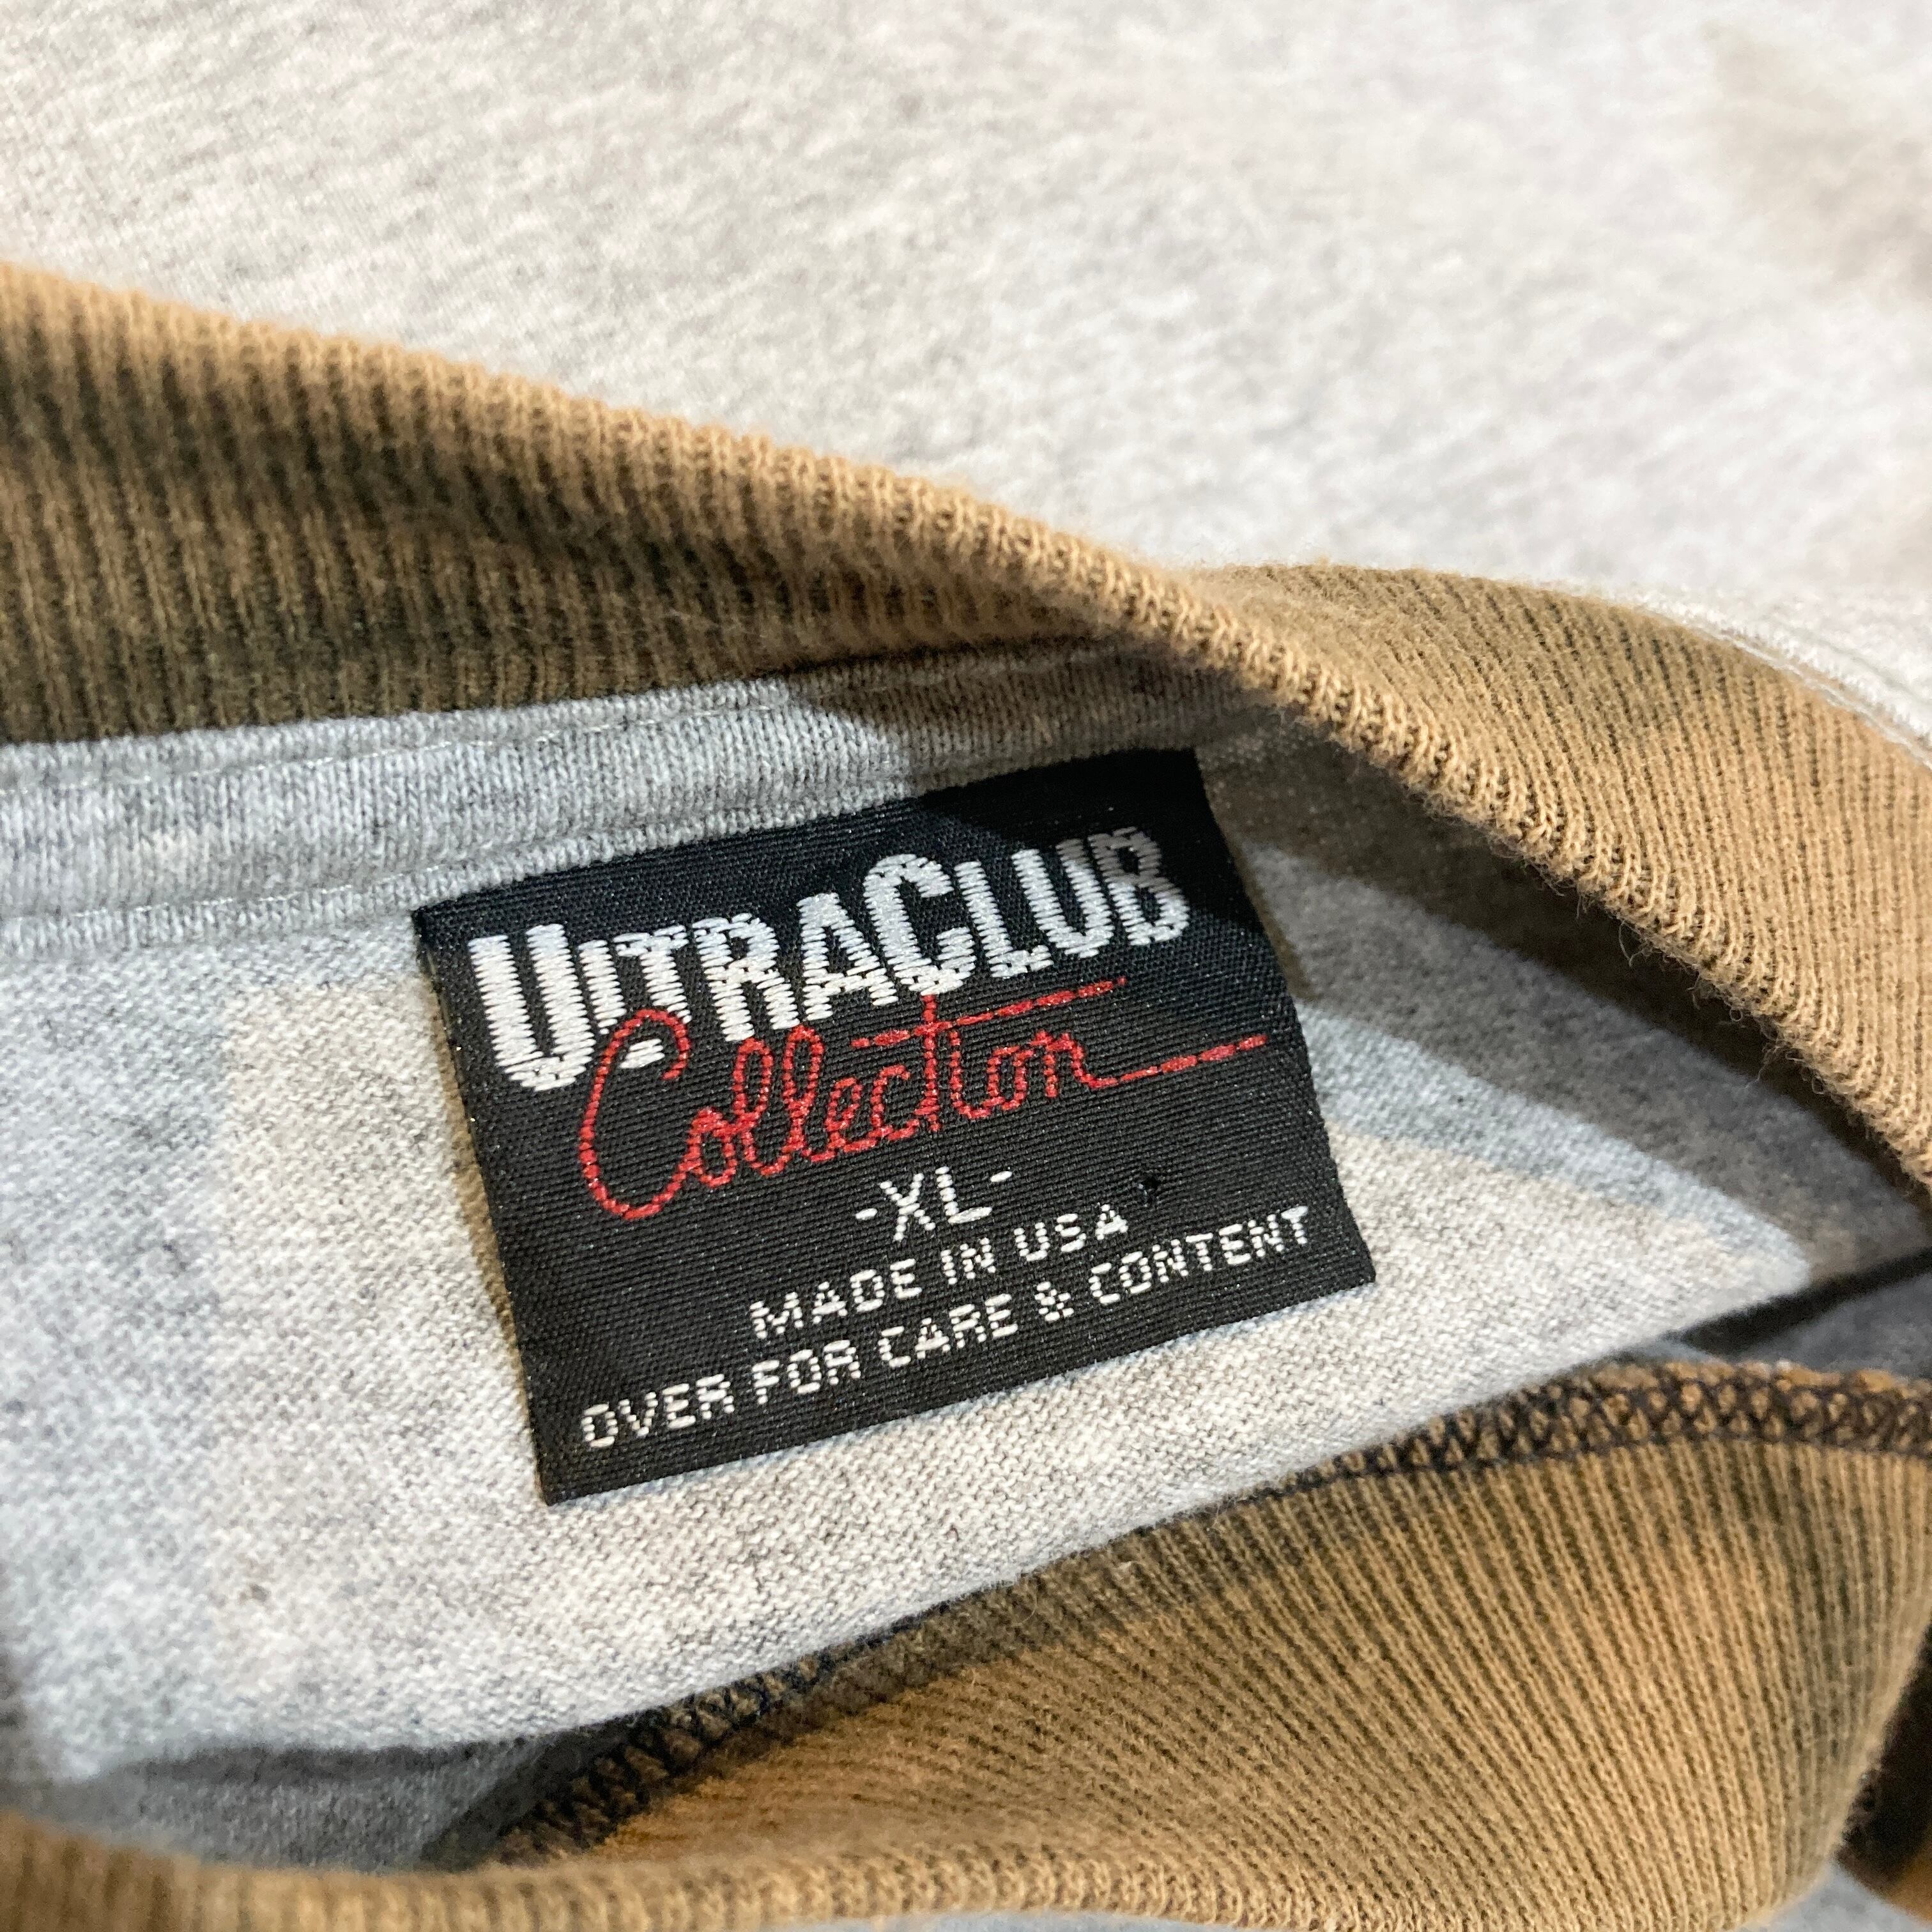 ULTRACLUB
Collection
-XL-
MADE IN USA
OVER FOR CARE & CONTENT